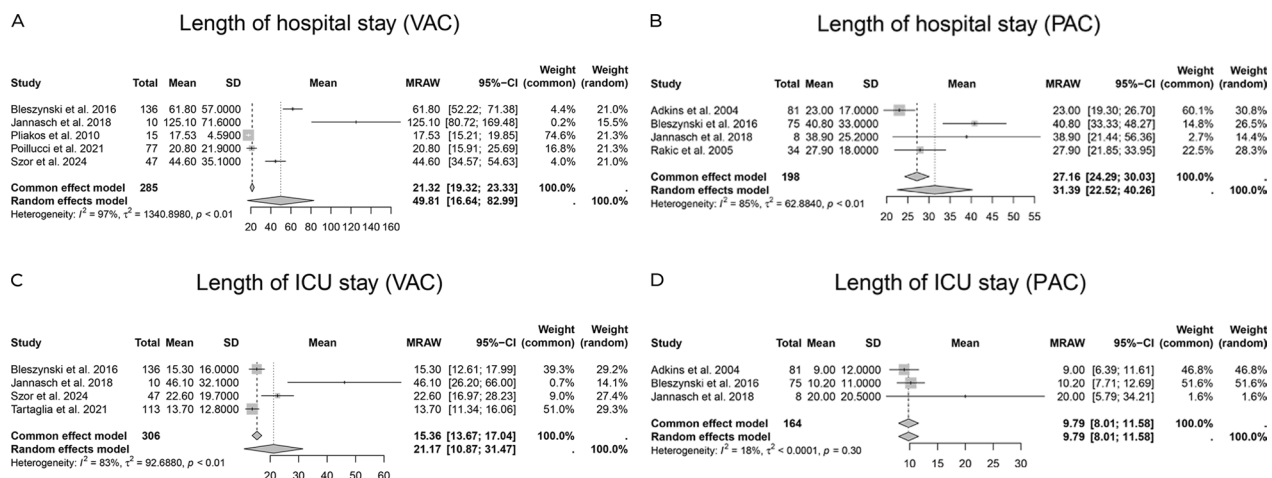 A
Length of hospital stay (VAC)
Weight Weight
Study Total Mean SD Mean MRAW 95%−CI (common) (random)
Bleszynski et al. 2016 136 61.80 57.0000 61.80 [52.22; 71.38] 4.4% 21.0%
Jannasch et al. 2018 10 125.10 71.6000 125.10 [80.72; 169.48] 0.2% 15.5%
Pliakos et al. 2010 15 17.53 4.5900 17.53 [15.21; 19.85] 74.6% 21.3%
Poillucci et al. 2021 77 20.80 21.9000 20.80 [15.91; 25.69] 16.8% 21.3%
Szor et al. 2024 47 44.60 35.1000 44.60 [34.57; 54.63] 4.0% 21.0%
Common effect model 285 21.32 [19.32; 23.33] 100.0% .
Random effects model 49.81 [16.64; 82.99] . 100.0%
Heterogeneity: I² = 97%, τ² = 1340.8980, p < 0.01
20 40 60 80 100 120 140 160
B
Length of hospital stay (PAC)
Weight Weight
Study Total Mean SD Mean MRAW 95%−CI (common) (random)
Adkins et al. 2004 81 23.00 17.0000 23.00 [19.30; 26.70] 60.1% 30.8%
Bleszynski et al. 2016 75 40.80 33.0000 40.80 [33.33; 48.27] 14.8% 26.5%
Jannasch et al. 2018 8 38.90 25.2000 38.90 [21.44; 56.36] 2.7% 14.4%
Rakic et al. 2005 34 27.90 18.0000 27.90 [21.85; 33.95] 22.5% 28.3%
Common effect model 198 27.16 [24.29; 30.03] 100.0% .
Random effects model 31.39 [22.52; 40.26] . 100.0%
Heterogeneity: I² = 85%, τ² = 62.8840, p < 0.01
20 25 30 35 40 45 50 55
C
Length of ICU stay (VAC)
Weight Weight
Study Total Mean SD Mean MRAW 95%−CI (common) (random)
Bleszynski et al. 2016 136 15.30 16.0000 15.30 [12.61; 17.99] 39.3% 29.2%
Jannasch et al. 2018 10 46.10 32.1000 46.10 [26.20; 66.00] 0.7% 14.1%
Szor et al. 2024 47 22.60 19.7000 22.60 [16.97; 28.23] 9.0% 27.4%
Tartaglia et al. 2021 113 13.70 12.8000 13.70 [11.34; 16.06] 51.0% 29.3%
Common effect model 306 15.36 [13.67; 17.04] 100.0% .
Random effects model 21.17 [10.87; 31.47] . 100.0%
Heterogeneity: I² = 83%, τ² = 92.6880, p < 0.01
20 30 40 50 60
D
Length of ICU stay (PAC)
Weight Weight
Study Total Mean SD Mean MRAW 95%−CI (common) (random)
Adkins et al. 2004 81 9.00 12.0000 9.00 [6.39; 11.61] 46.8% 46.8%
Bleszynski et al. 2016 75 10.20 11.0000 10.20 [7.71; 12.69] 51.6% 51.6%
Jannasch et al. 2018 8 20.00 20.5000 20.00 [5.79; 34.21] 1.6% 1.6%
Common effect model 164 9.79 [8.01; 11.58] 100.0% .
Random effects model 9.79 [8.01; 11.58] . 100.0%
Heterogeneity: I² = 18%, τ² < 0.0001, p = 0.30
10 15 20 25 30